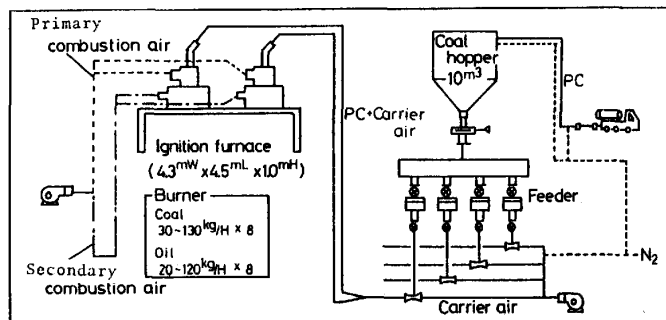 Primary
combustion air
Coal
hopper
10m3
PC
PC+Carrier
air
Ignition furnace
(4.3mW x4.5mL x1.0mH)
Burner
Coal
30~130kg/H x 8
Oil
20~120kg/H x 8
Feeder
N2
Secondary
combustion air
Carrier air